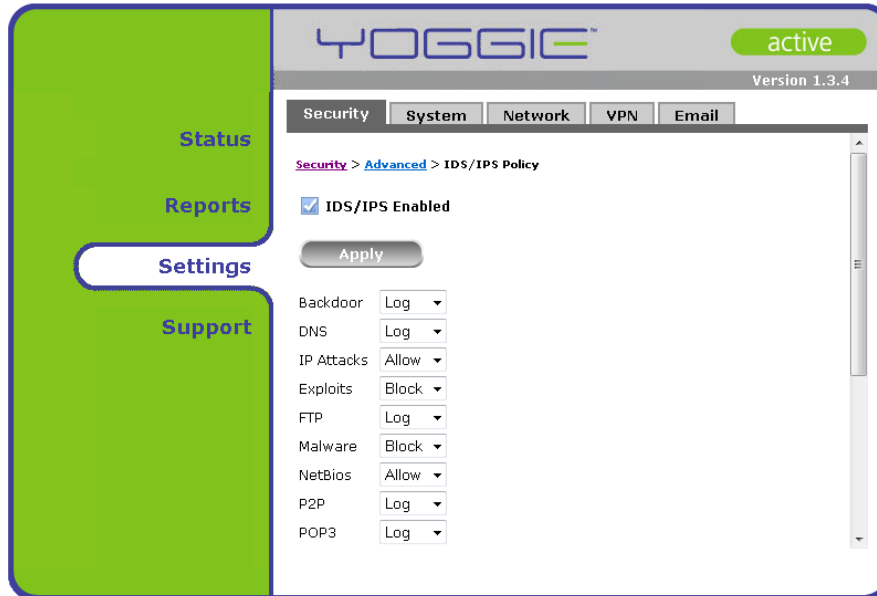 YOGGIE™
active
Version 1.3.4
Security System Network VPN Email
Status
Reports
Settings
Support
Security > Advanced > IDS/IPS Policy
IDS/IPS Enabled
Apply
Backdoor Log
DNS Log
IP Attacks Allow
Exploits Block
FTP Log
Malware Block
NetBios Allow
P2P Log
POP3 Log